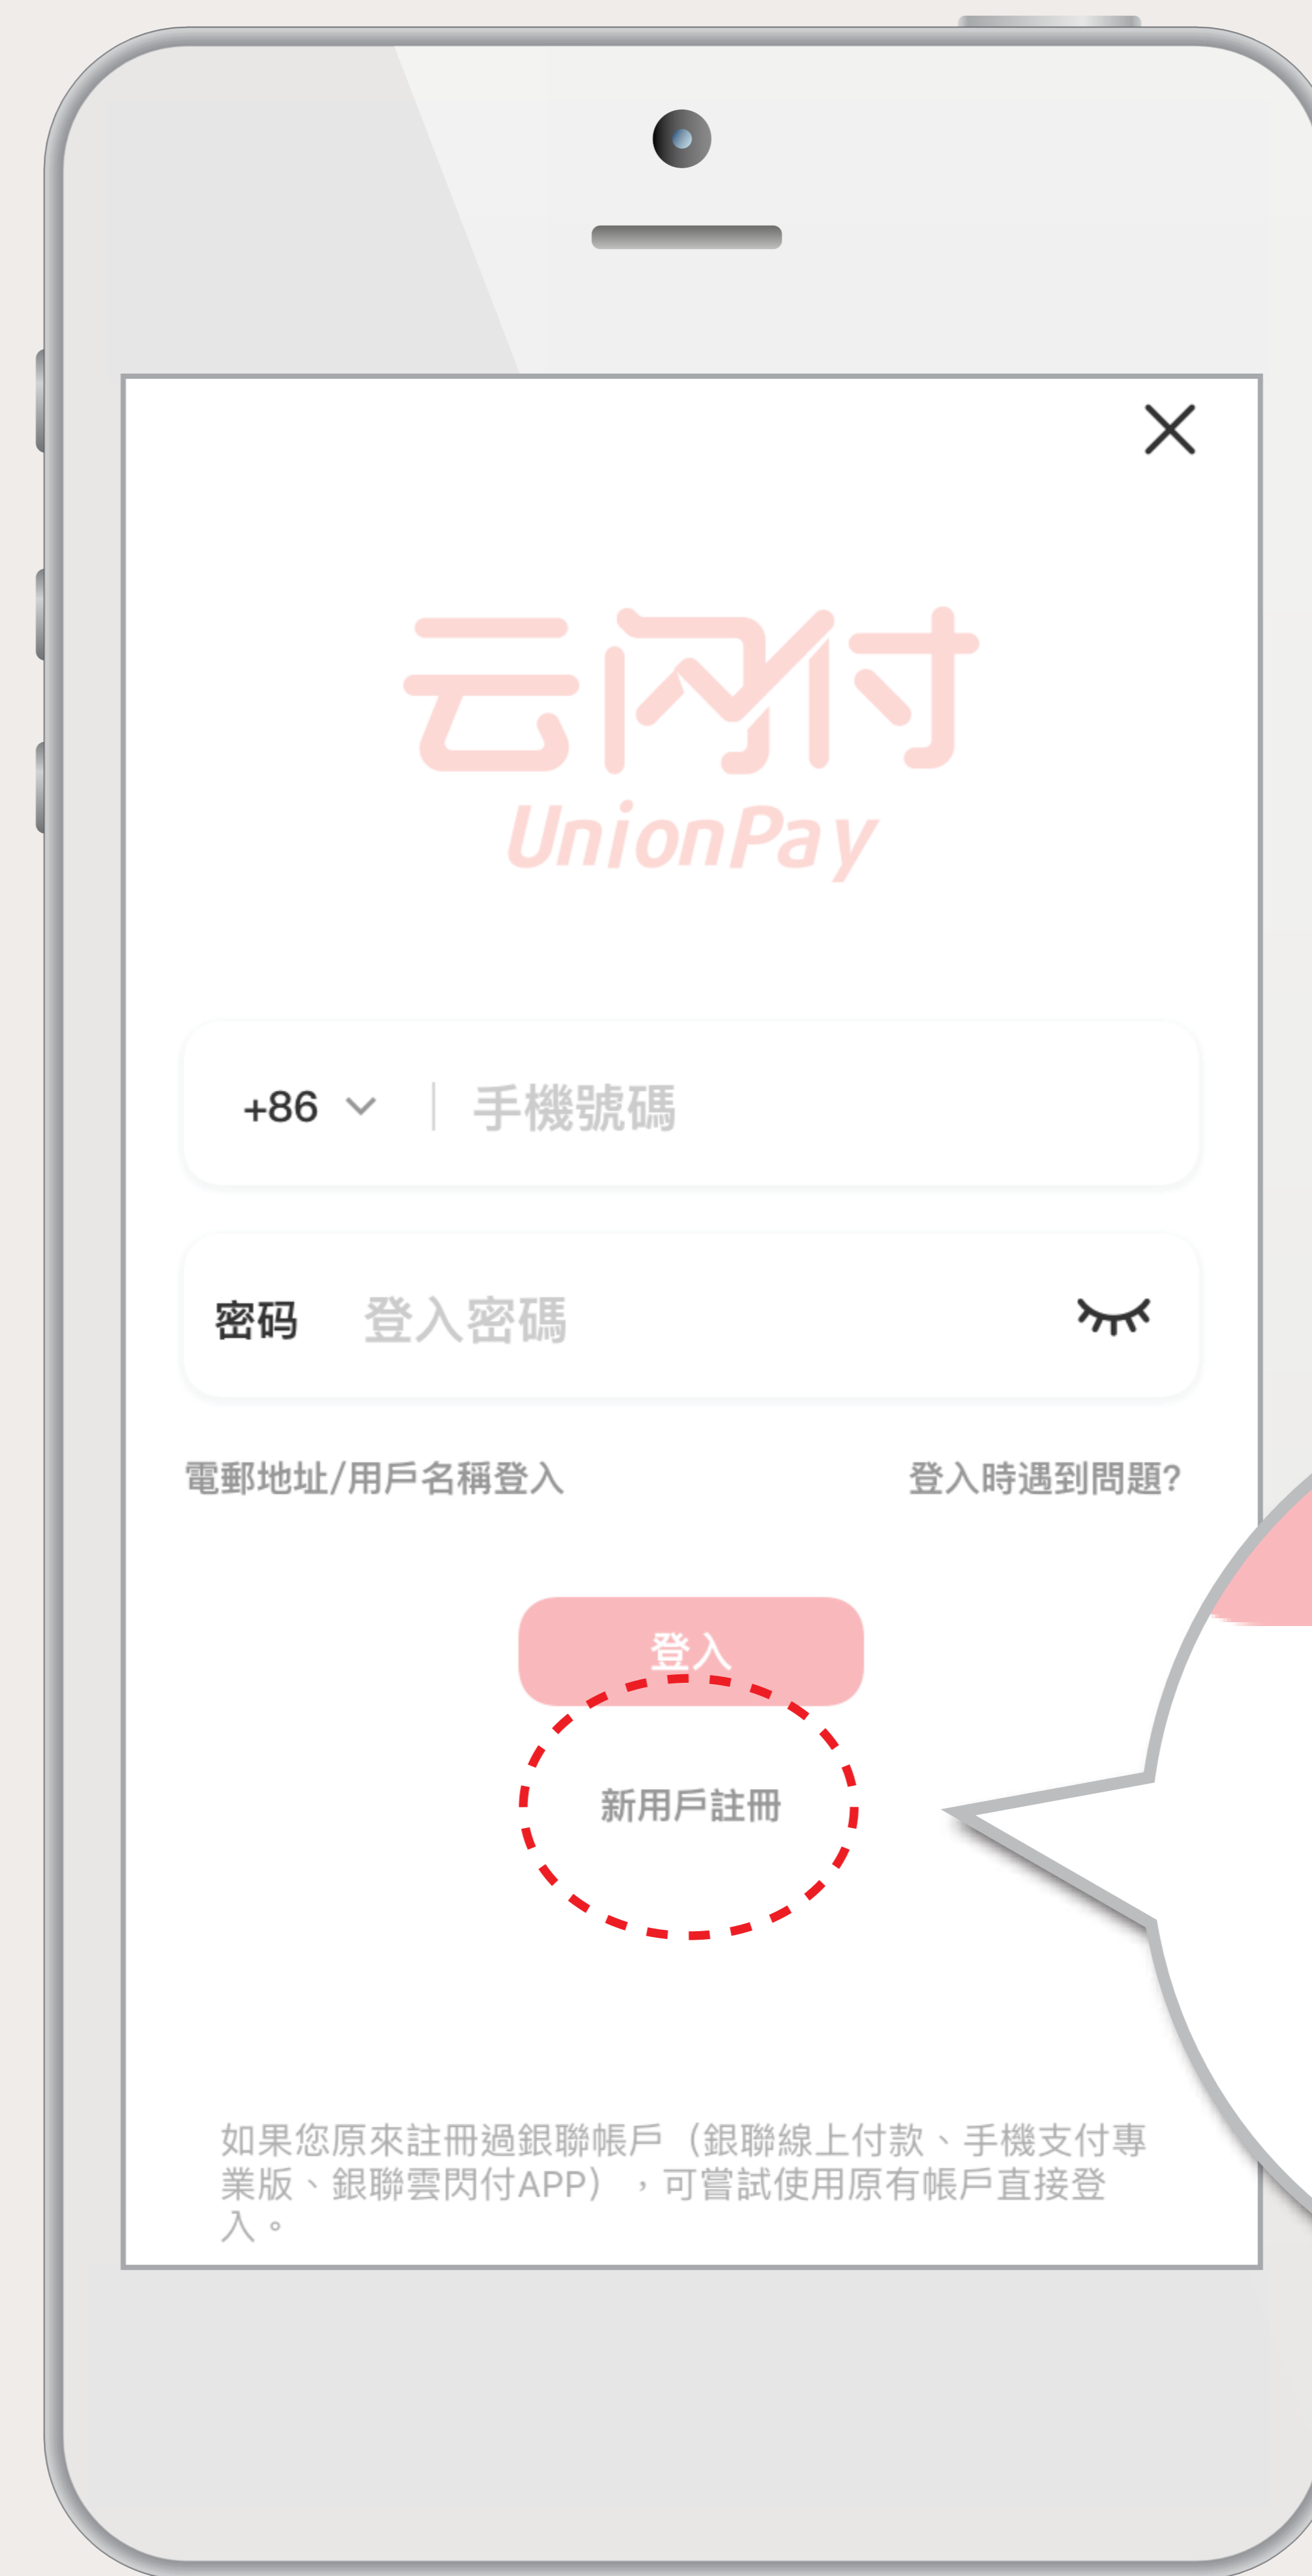 云闪付
UnionPay
+86 手機號碼
密码 登入密碼
電郵地址/用戶名稱登入 登入時遇到問題?
登入
新用戶註冊
如果您原來註冊過銀聯帳戶（銀聯線上付款、手機支付專
業版、銀聯雲閃付APP），可嘗試使用原有帳戶直接登
入。